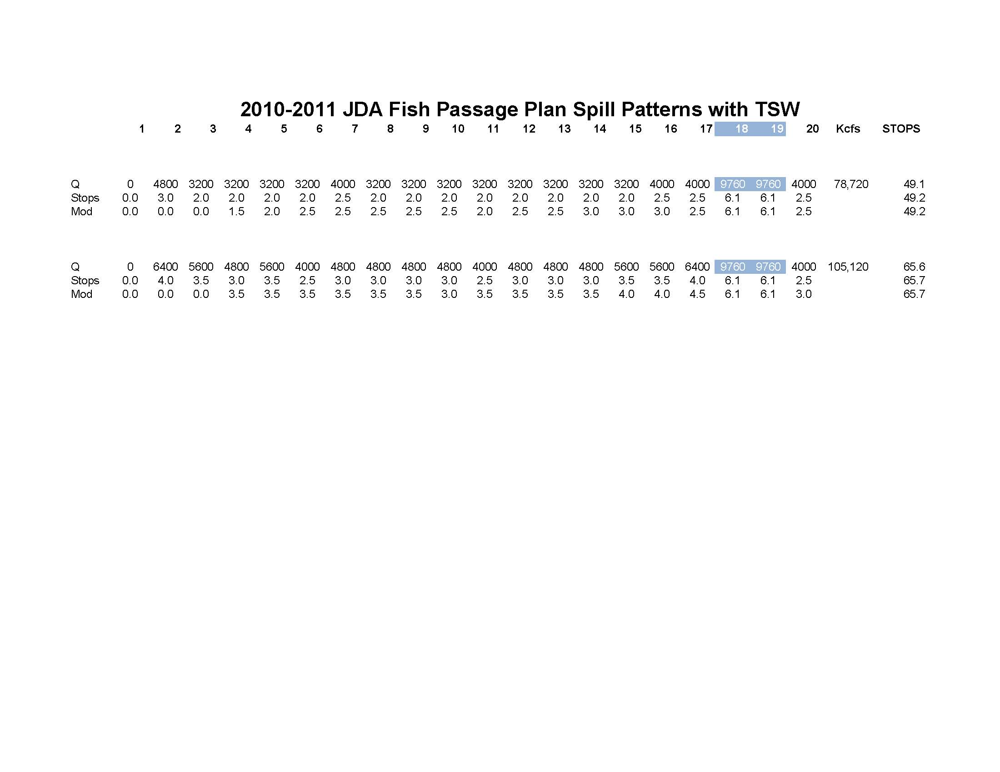 2010-2011 JDA Fish Passage Plan Spill Patterns with TSW
1 2 3 4 5 6 7 8 9 10 11 12 13 14 15 16 17 18 19 20 Kcfs STOPS
Q 0 4800 3200 3200 3200 3200 4000 3200 3200 3200 3200 3200 3200 3200 3200 4000 4000 9760 9760 4000 78,720 49.1
Stops 0.0 3.0 2.0 2.0 2.0 2.0 2.5 2.0 2.0 2.0 2.0 2.0 2.0 2.0 2.0 2.5 2.5 6.1 6.1 2.5 49.2
Mod 0.0 0.0 0.0 1.5 2.0 2.5 2.5 2.5 2.5 2.5 2.0 2.5 2.5 3.0 3.0 3.0 2.5 6.1 6.1 2.5 49.2
Q 0 6400 5600 4800 5600 4000 4800 4800 4800 4800 4000 4800 4800 4800 5600 5600 6400 9760 9760 4000 105,120 65.6
Stops 0.0 4.0 3.5 3.0 3.5 2.5 3.0 3.0 3.0 3.0 2.5 3.0 3.0 3.0 3.5 3.5 4.0 6.1 6.1 2.5 65.7
Mod 0.0 0.0 0.0 3.5 3.5 3.5 3.5 3.5 3.5 3.0 3.5 3.5 3.5 3.5 4.0 4.0 4.5 6.1 6.1 3.0 65.7